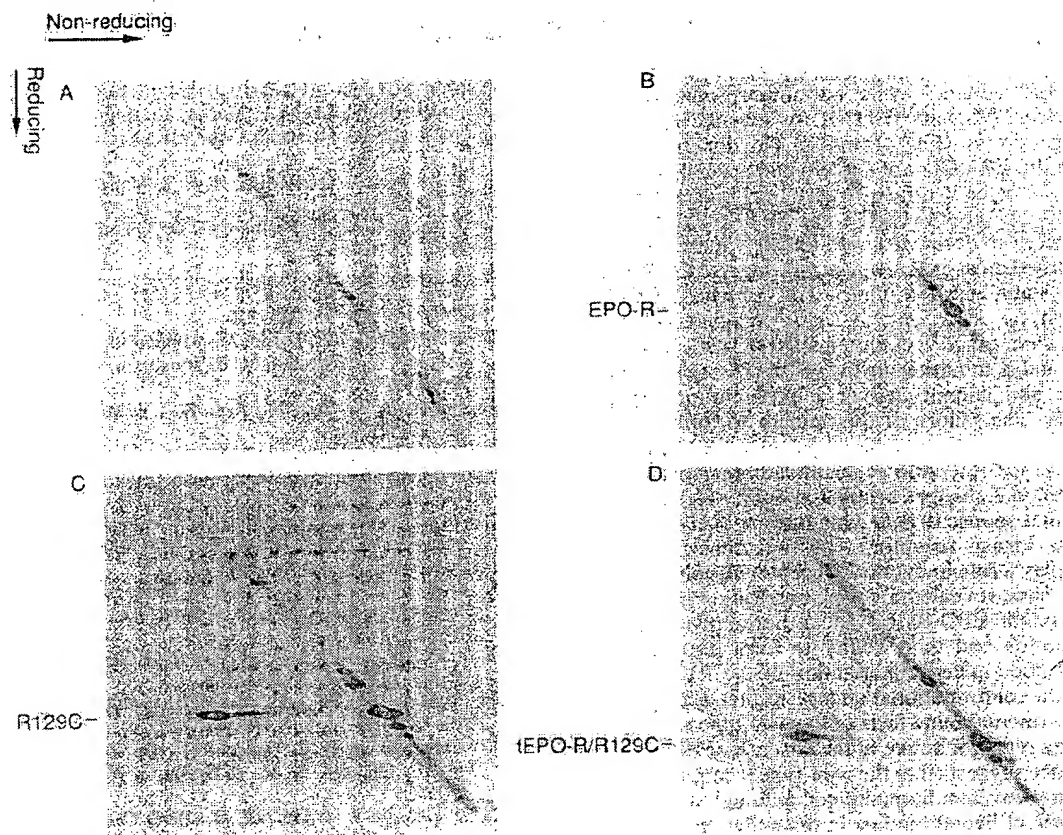 Non-reducing
Reducing
A
B
EPO-R
C
D
R129C
tEPO-R/R129C